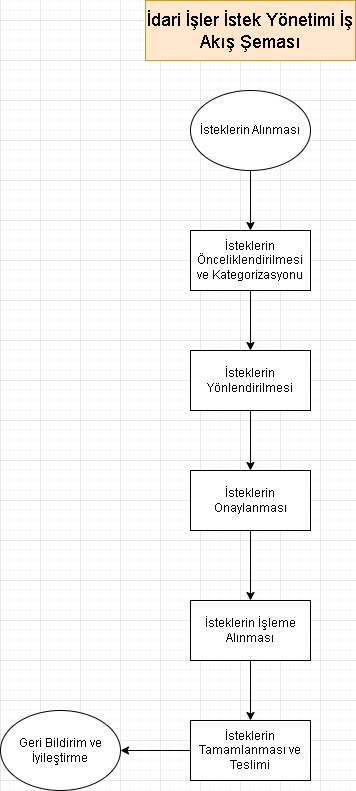 İdari İşler İstek Yönetimi İş
Akış Şeması
İsteklerin Alınması
İsteklerin
Önceliklendirilmesi
ve Kategorizasyonu
İsteklerin
Yönlendirilmesi
İsteklerin
Onaylanması
İsteklerin İşleme
Alınması
İsteklerin
Tamamlanması ve
Teslimi
Geri Bildirim ve
İyileştirme